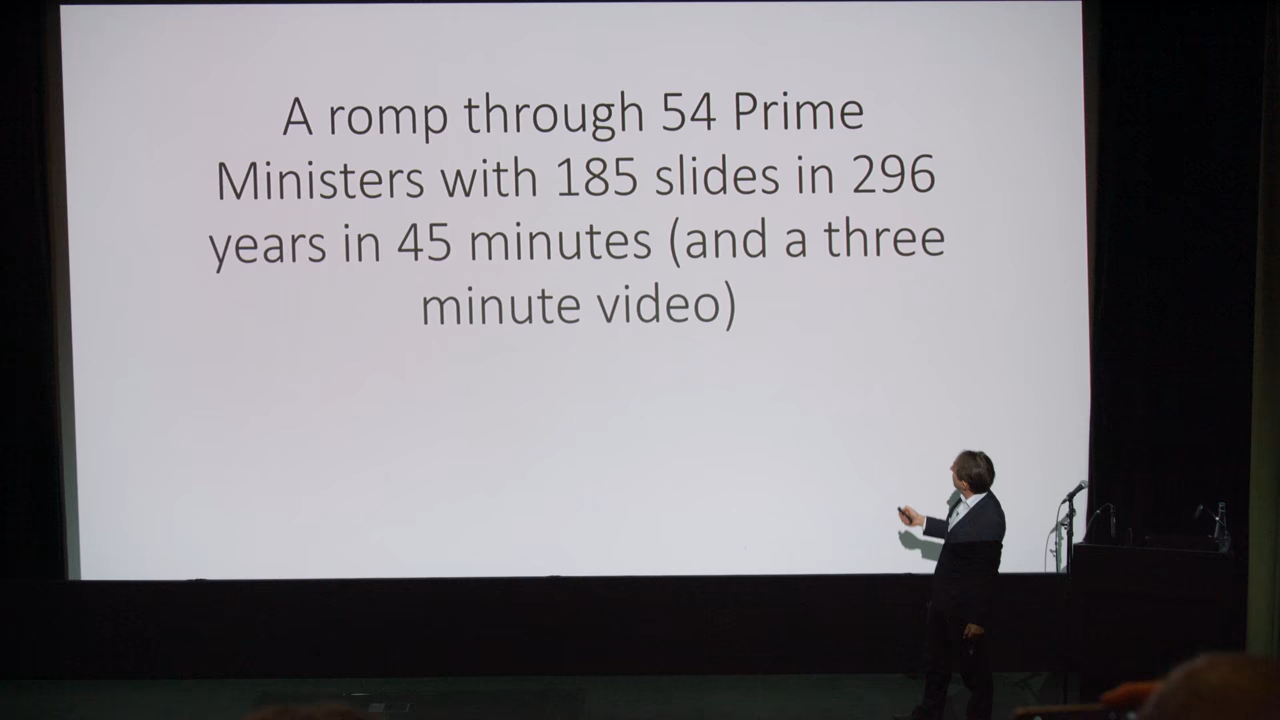 A romp through 54 Prime
Ministers with 185 slides in 296
years in 45 minutes (and a three
minute video)